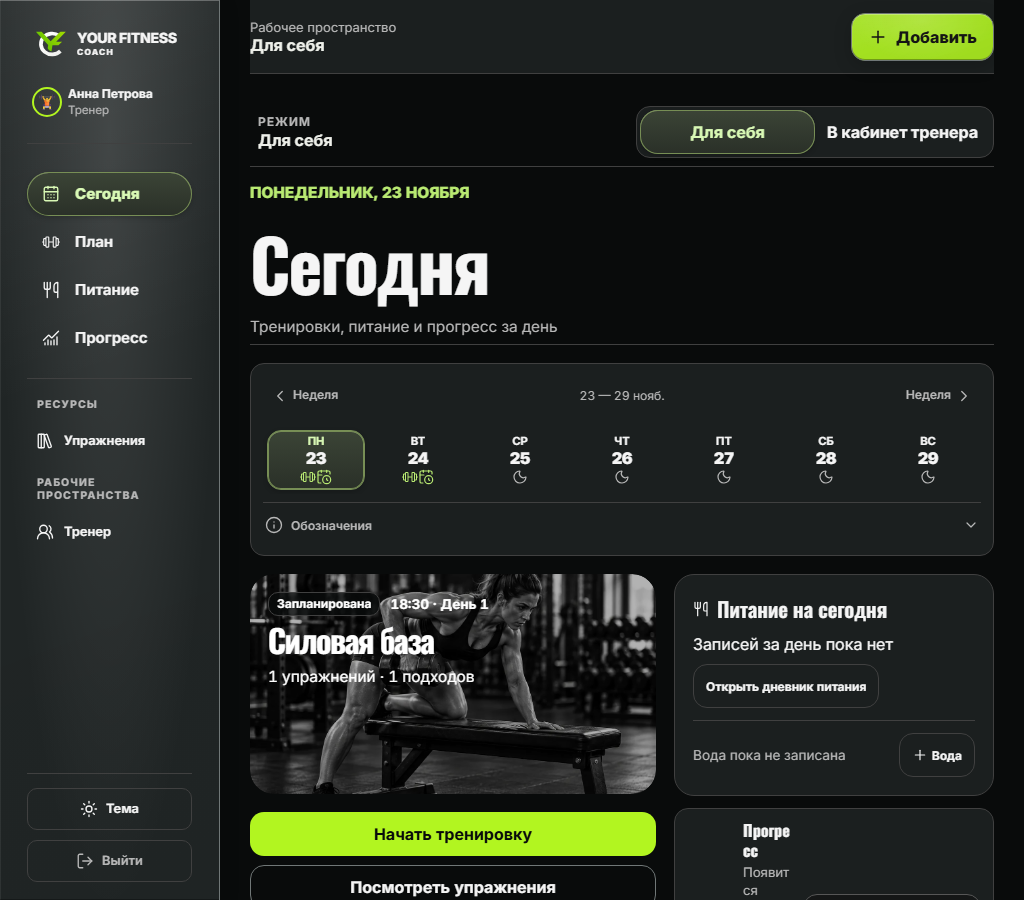 YOUR FITNESS
COACH
Анна Петрова
Тренер
Сегодня
План
Питание
Прогресс
РЕСУРСЫ
Упражнения
РАБОЧИЕ
ПРОСТРАНСТВА
Тренер
Тема
Выйти
Рабочее пространство
Для себя
Добавить
РЕЖИМ
Для себя
Для себя
В кабинет тренера
ПОНЕДЕЛЬНИК, 23 НОЯБРЯ
Сегодня
Тренировки, питание и прогресс за день
Неделя
23 — 29 нояб.
Неделя
ПН ВТ СР ЧТ ПТ СБ ВС
23 24 25 26 27 28 29
Обозначения
Запланирована 18:30 · День 1
Силовая база
1 упражнений · 1 подходов
Начать тренировку
Посмотреть упражнения
Питание на сегодня
Записей за день пока нет
Открыть дневник питания
Вода пока не записана
Вода
Прогре
сс
Появит
ся